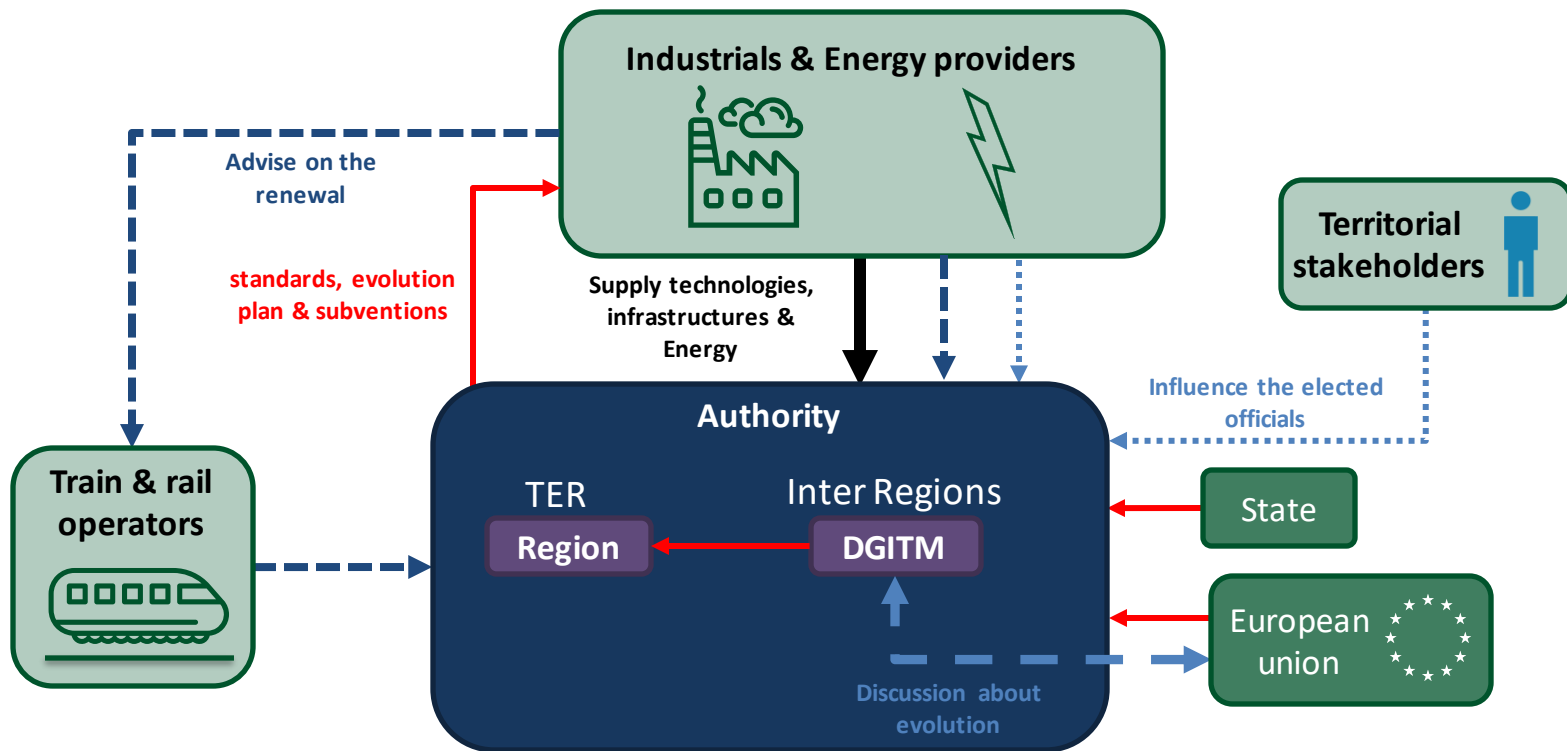 Industrials & Energy providers
Advise on the
renewal
standards, evolution
plan & subventions
Supply technologies,
infrastructures &
Energy
Territorial
stakeholders
Influence the elected
officials
Authority
Train & rail
operators
TER
Region
Inter Regions
DGITM
State
European
union
Discussion about
evolution